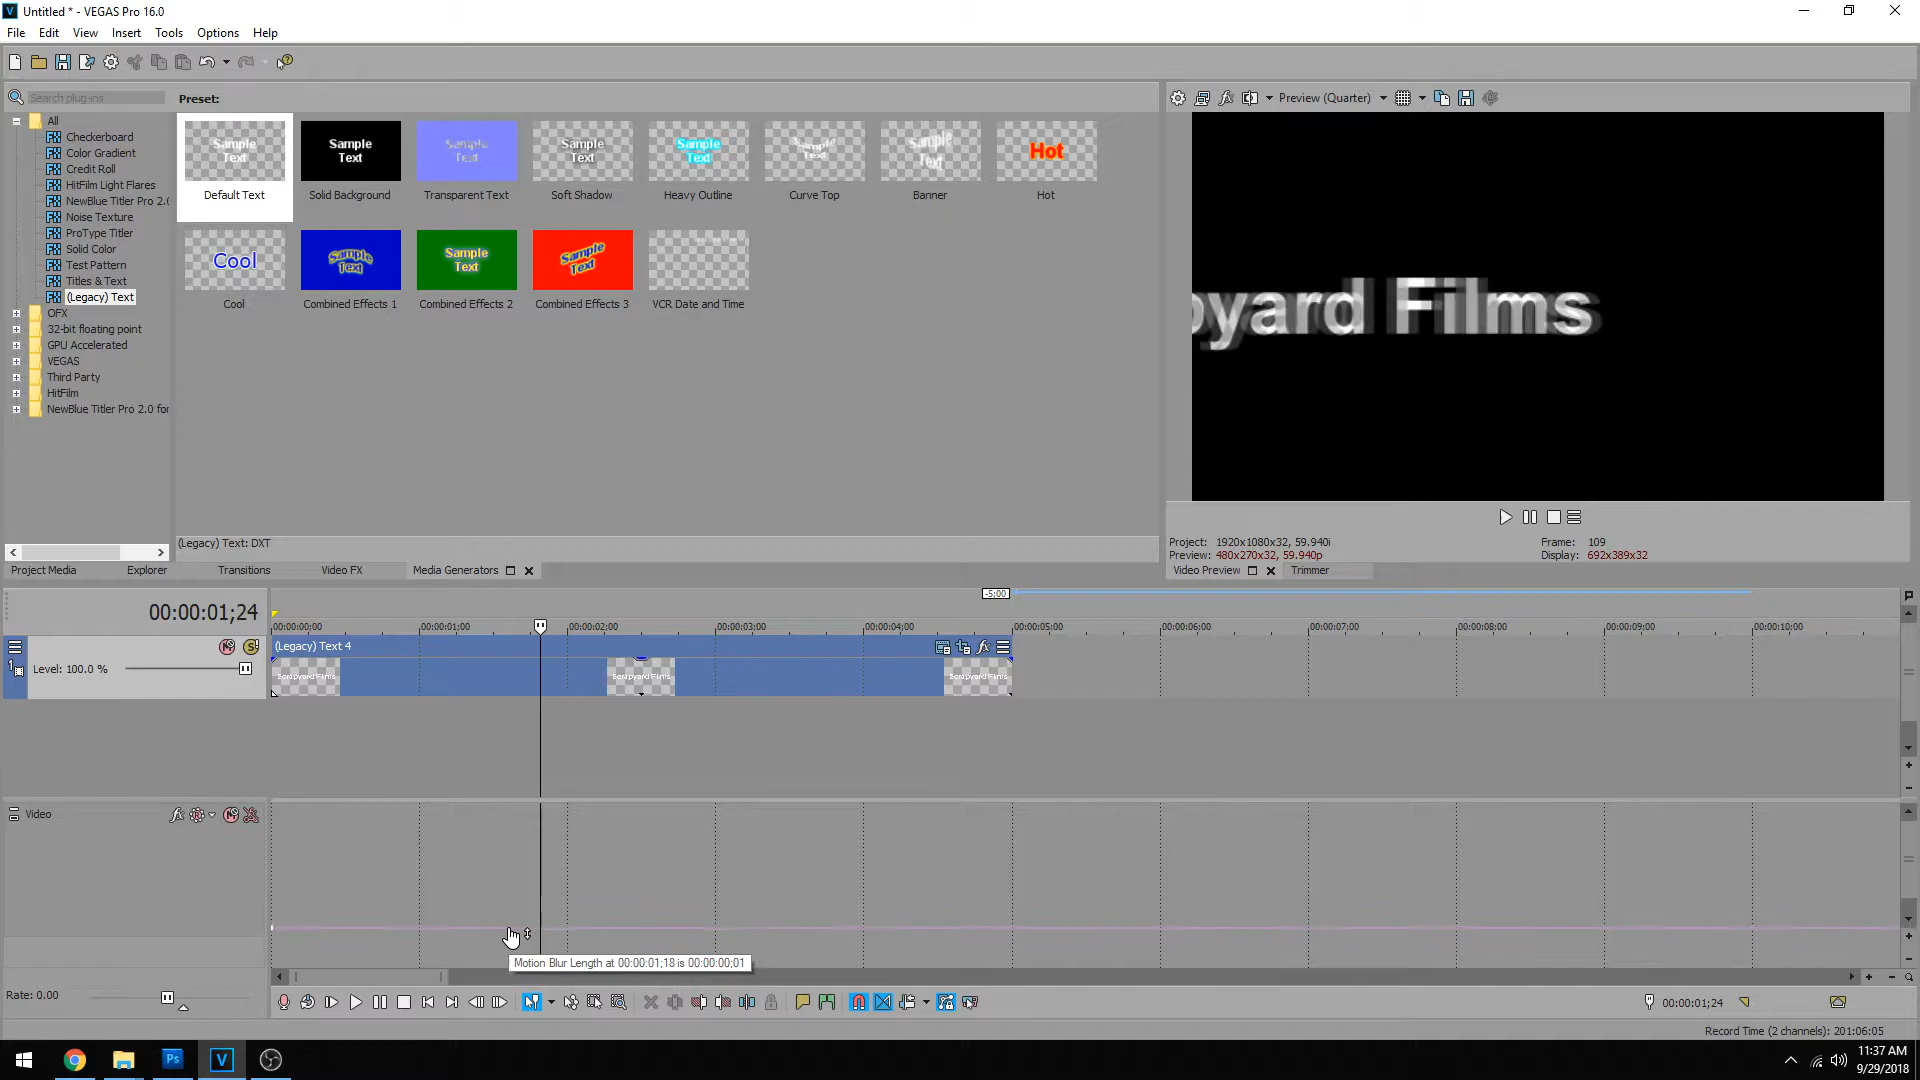 Untitled * - VEGAS Pro 16.0
File Edit View Insert Tools Options Help
Search plug-ins
Preset:
Preview (Quarter)
All
Checkerboard
Color Gradient
Credit Roll
HitFilm Light Flares
NewBlue Titler Pro 2.0
Noise Texture
ProType Titler
Solid Color
Test Pattern
Titles & Text
(Legacy) Text
OFX
32-bit floating point
GPU Accelerated
VEGAS
Third Party
HitFilm
NewBlue Titler Pro 2.0 for
Sample Text
Sample Text
Sample Text
Sample Text
Sample Text
Sample Text
Sample Text
Hot
Default Text Solid Background Transparent Text Soft Shadow Heavy Outline Curve Top Banner Hot
Cool
Sample Text
Sample Text
Sample Text
Cool Combined Effects 1 Combined Effects 2 Combined Effects 3 VCR Date and Time
pyard Films
(Legacy) Text: DXT
Project: 1920x1080x32, 59.940i
Preview: 480x270x32, 59.940p
Frame: 109
Display: 692x389x32
Project Media Explorer Transitions Video FX Media Generators
Video Preview Trimmer
-5;00
00:00:01;24
00:00:00;00 00:00:01;00 00:00:02;00 00:00:03;00 00:00:04;00 00:00:05;00 00:00:06;00 00:00:07;00 00:00:08;00 00:00:09;00 00:00:10;00
(Legacy) Text 4
Level: 100.0 %
Scrapyard Films Scrapyard Films Scrapyard Films
Video
Motion Blur Length at 00:00:01;18 is 00:00:00;01
Rate: 0.00
00:00:01;24
Record Time (2 channels): 201:06:05
11:37 AM
9/29/2018